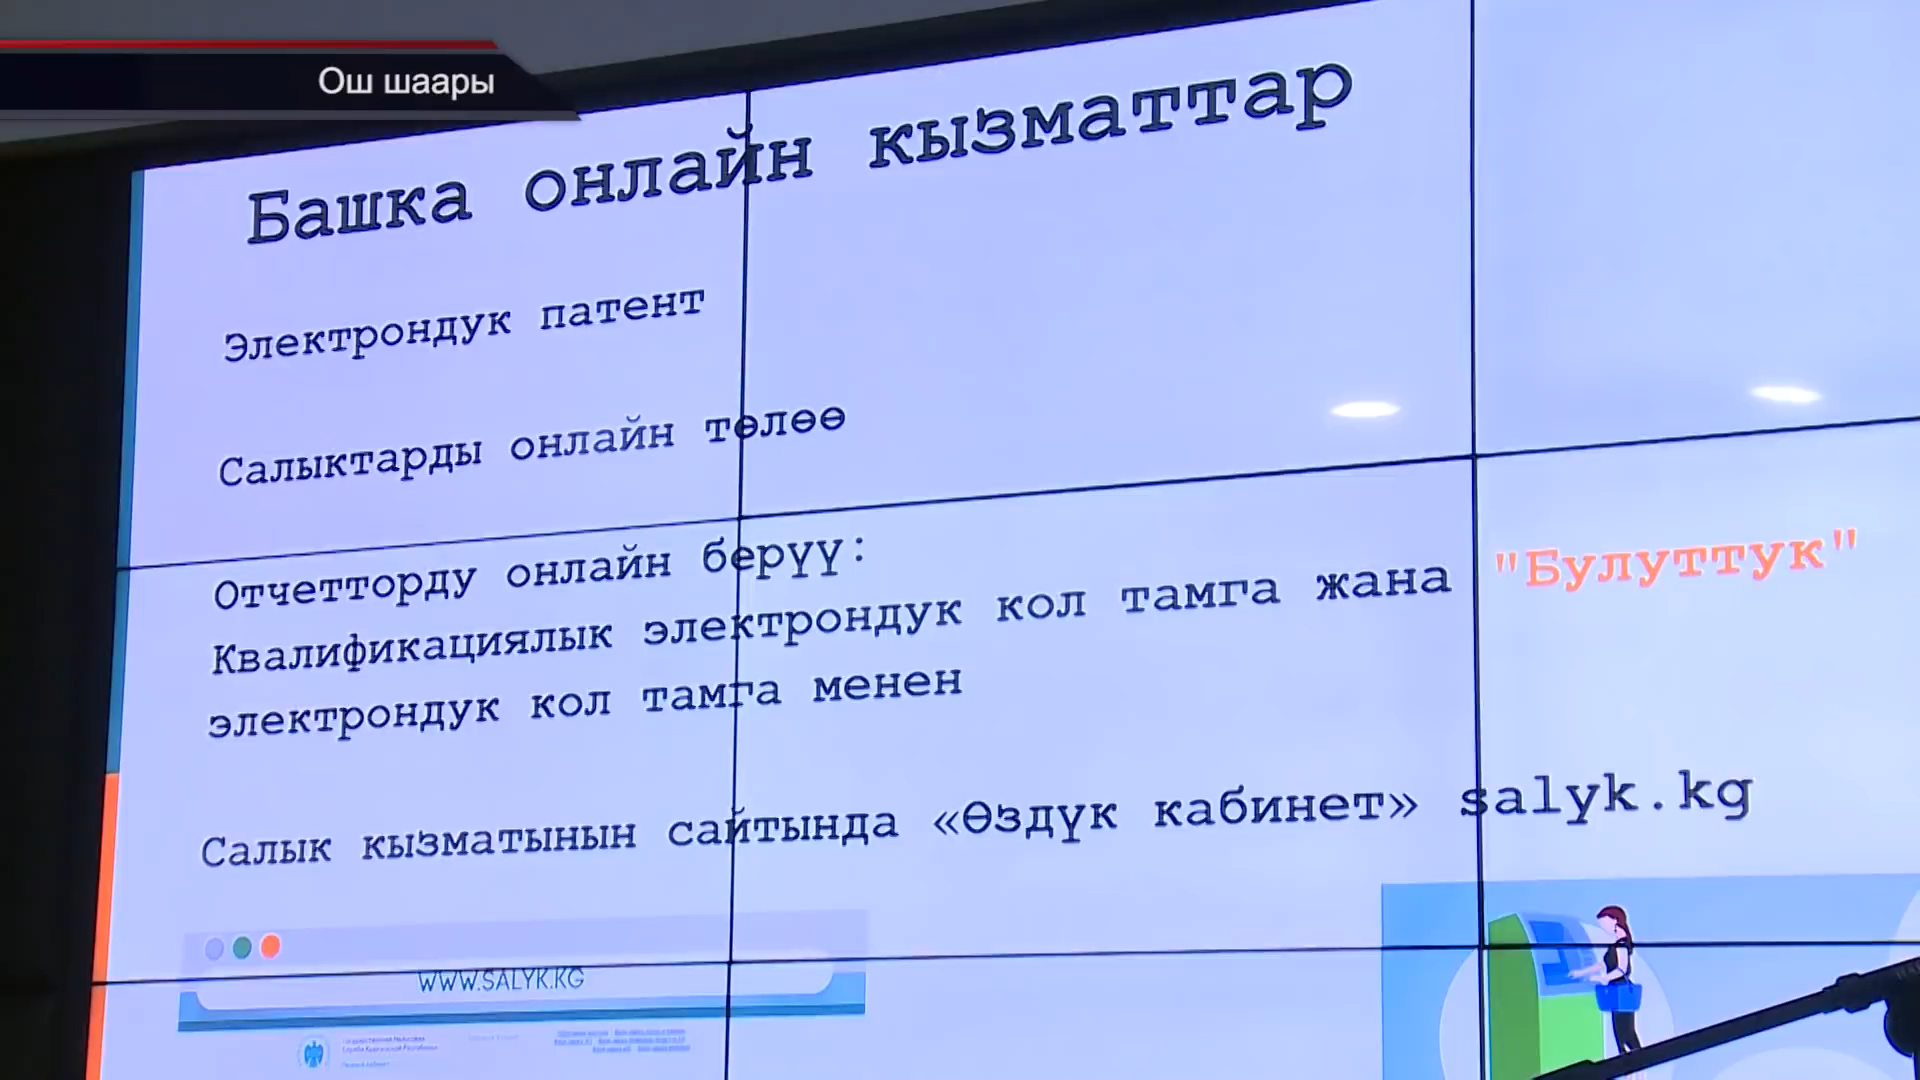 Ош шаары
Башка онлайн кызматтар
Электрондук патент
Салыктарды онлайн төлөө
Отчетторду онлайн берүү:
Квалификациялык электрондук кол тамга жана "Булуттук"
электрондук кол тамга менен
Салык кызматынын сайтында «Өздүк кабинет» salyk.kg
WWW.SALYK.KG